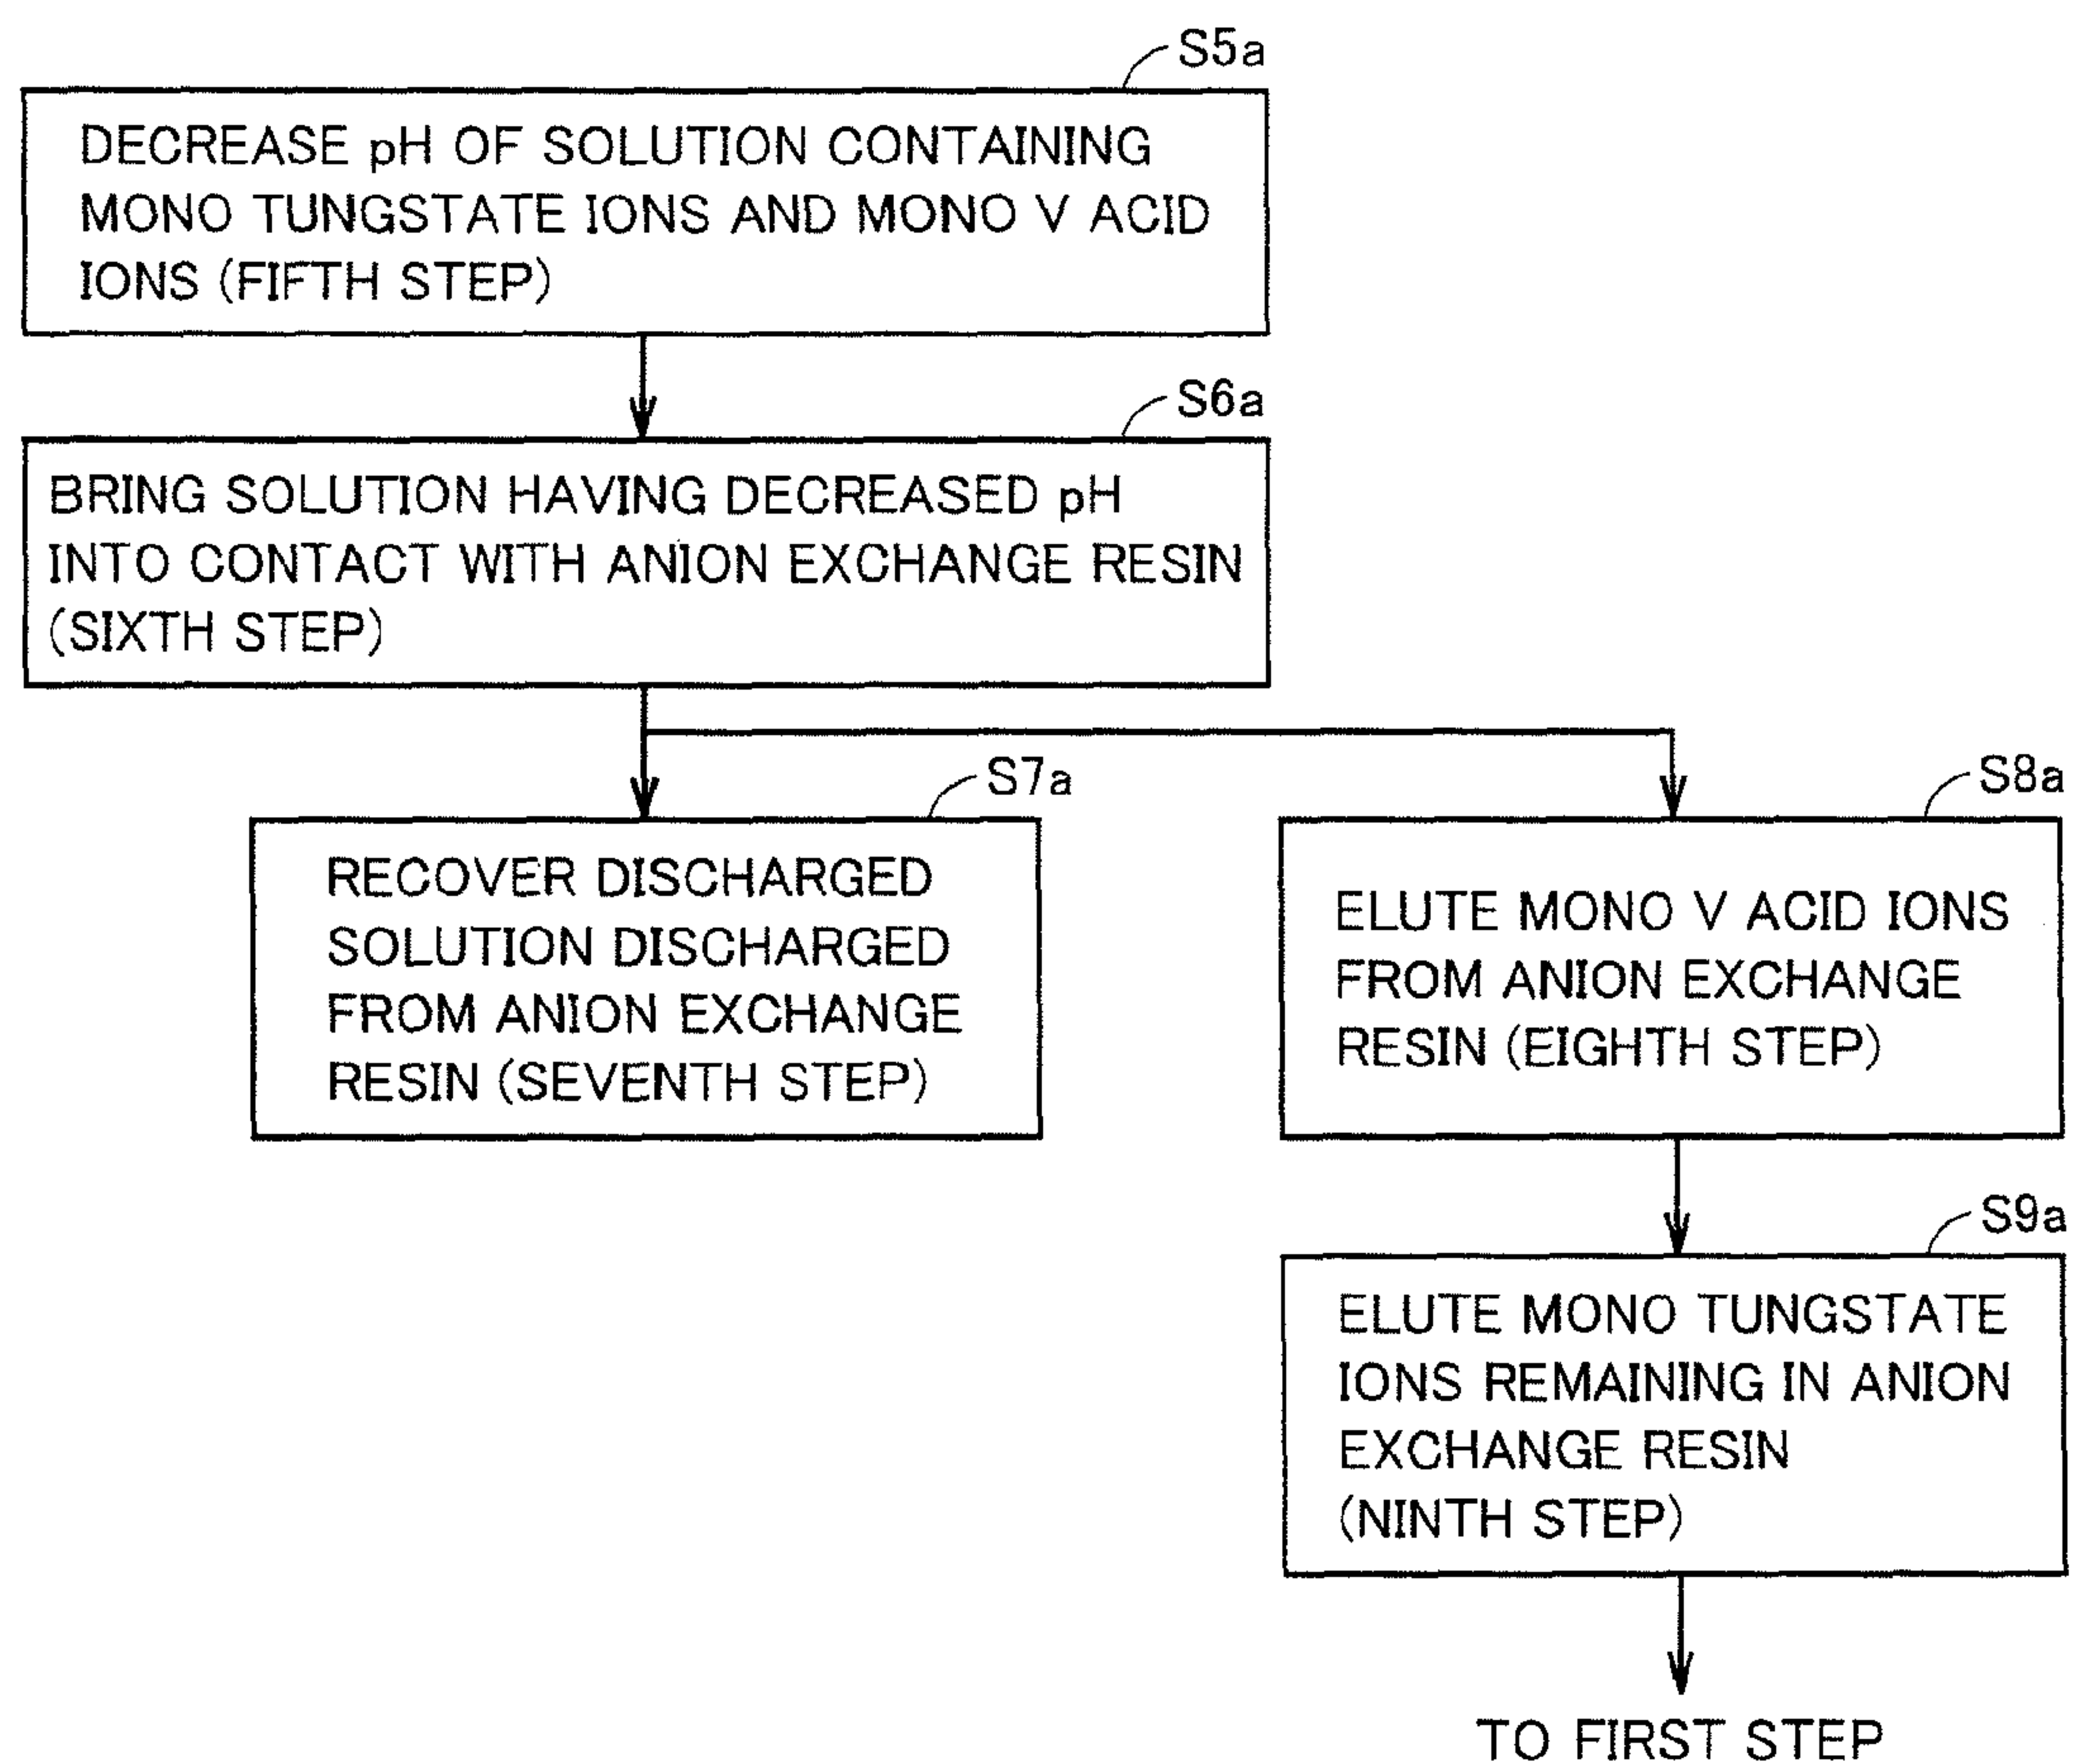 S5a
DECREASE pH OF SOLUTION CONTAINING
MONO TUNGSTATE IONS AND MONO V ACID
IONS (FIFTH STEP)
S6a
BRING SOLUTION HAVING DECREASED pH
INTO CONTACT WITH ANION EXCHANGE RESIN
(SIXTH STEP)
S7a
RECOVER DISCHARGED
SOLUTION DISCHARGED
FROM ANION EXCHANGE
RESIN (SEVENTH STEP)
S8a
ELUTE MONO V ACID IONS
FROM ANION EXCHANGE
RESIN (EIGHTH STEP)
S9a
ELUTE MONO TUNGSTATE
IONS REMAINING IN ANION
EXCHANGE RESIN
(NINTH STEP)
TO FIRST STEP